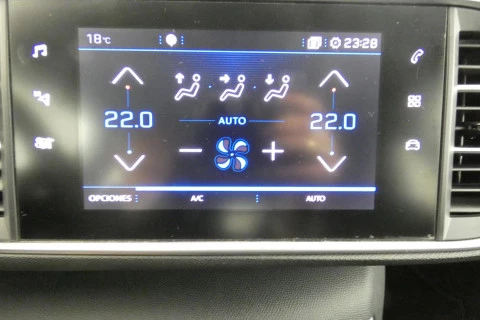 18°C 23:28
22.0 22.0
AUTO
OPCIONES A/C AUTO